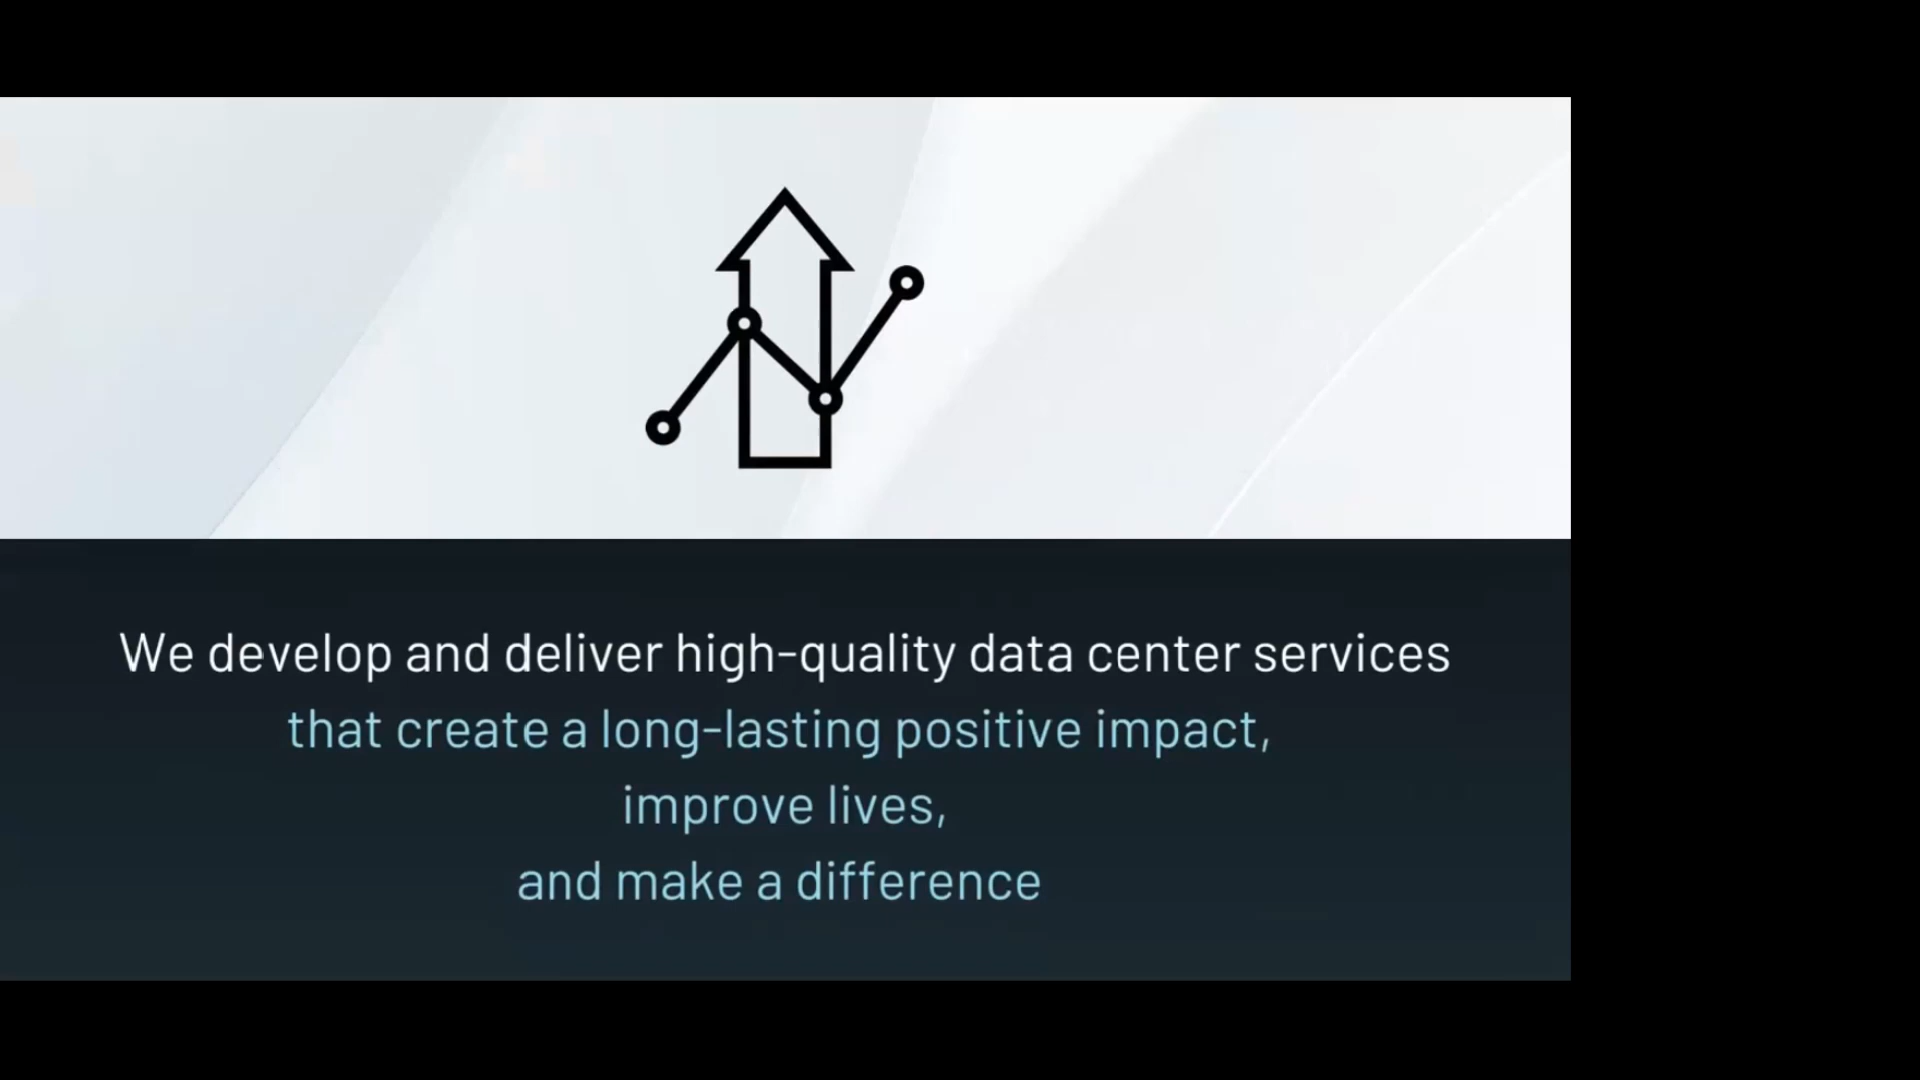 We develop and deliver high-quality data center services
that create a long-lasting positive impact,
improve lives,
and make a difference